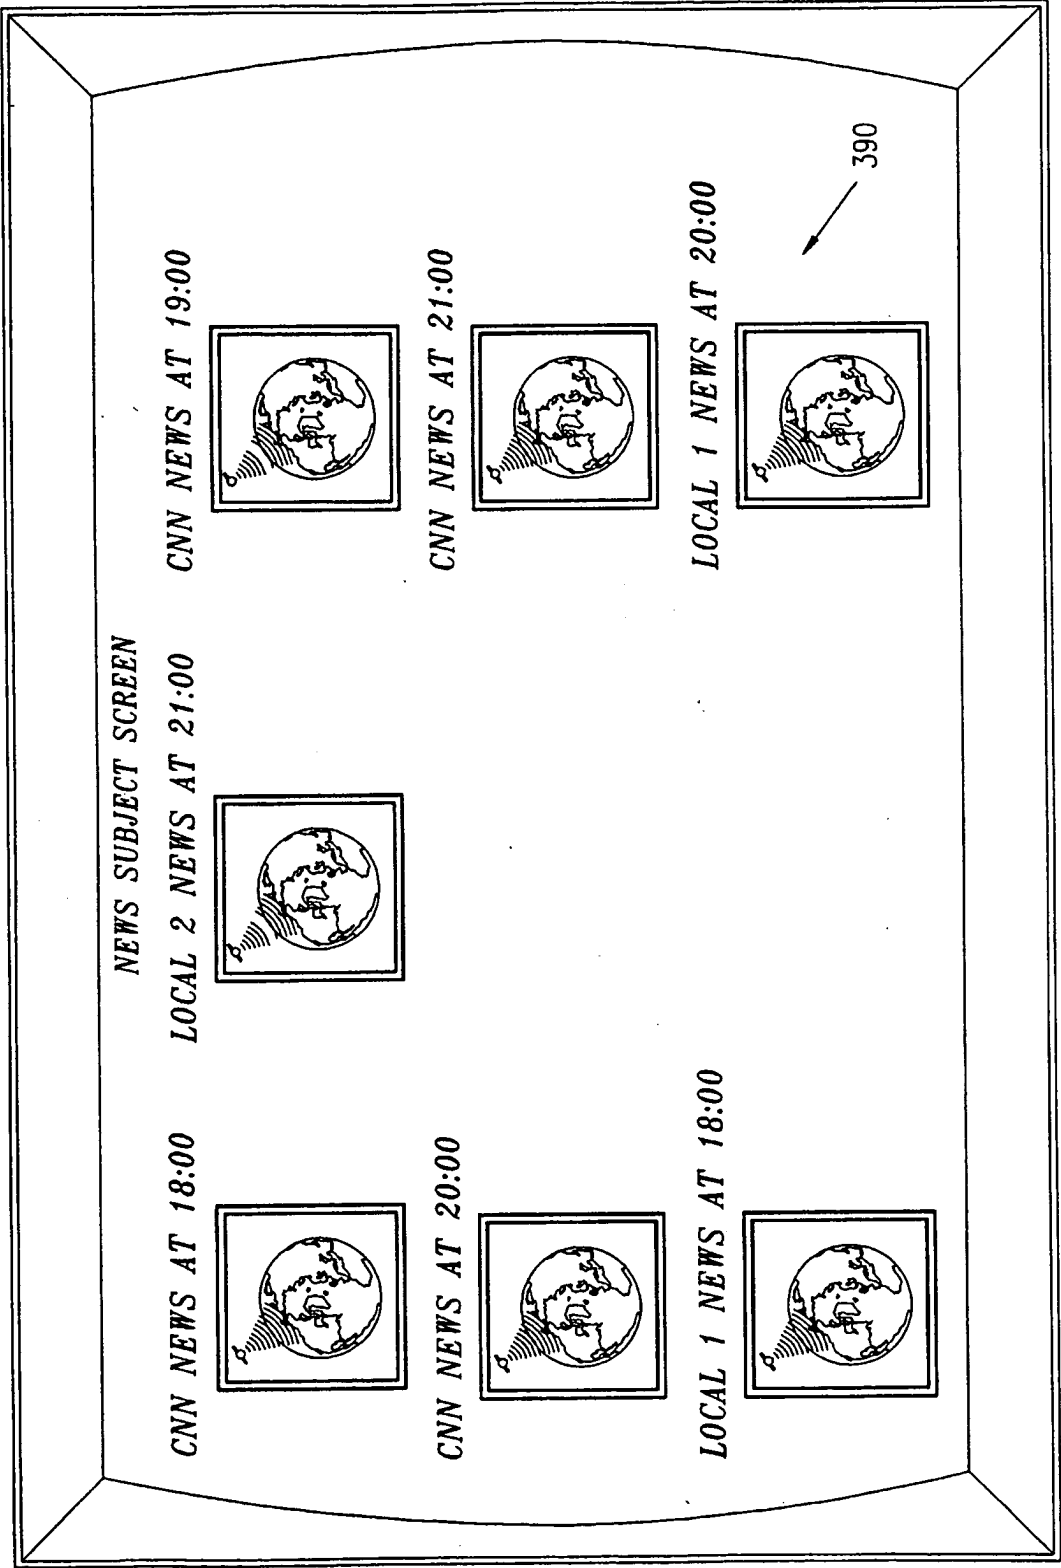 NEWS SUBJECT SCREEN
CNN NEWS AT 18:00
LOCAL 2 NEWS AT 21:00
CNN NEWS AT 19:00
CNN NEWS AT 20:00
CNN NEWS AT 21:00
LOCAL 1 NEWS AT 18:00
LOCAL 1 NEWS AT 20:00
390